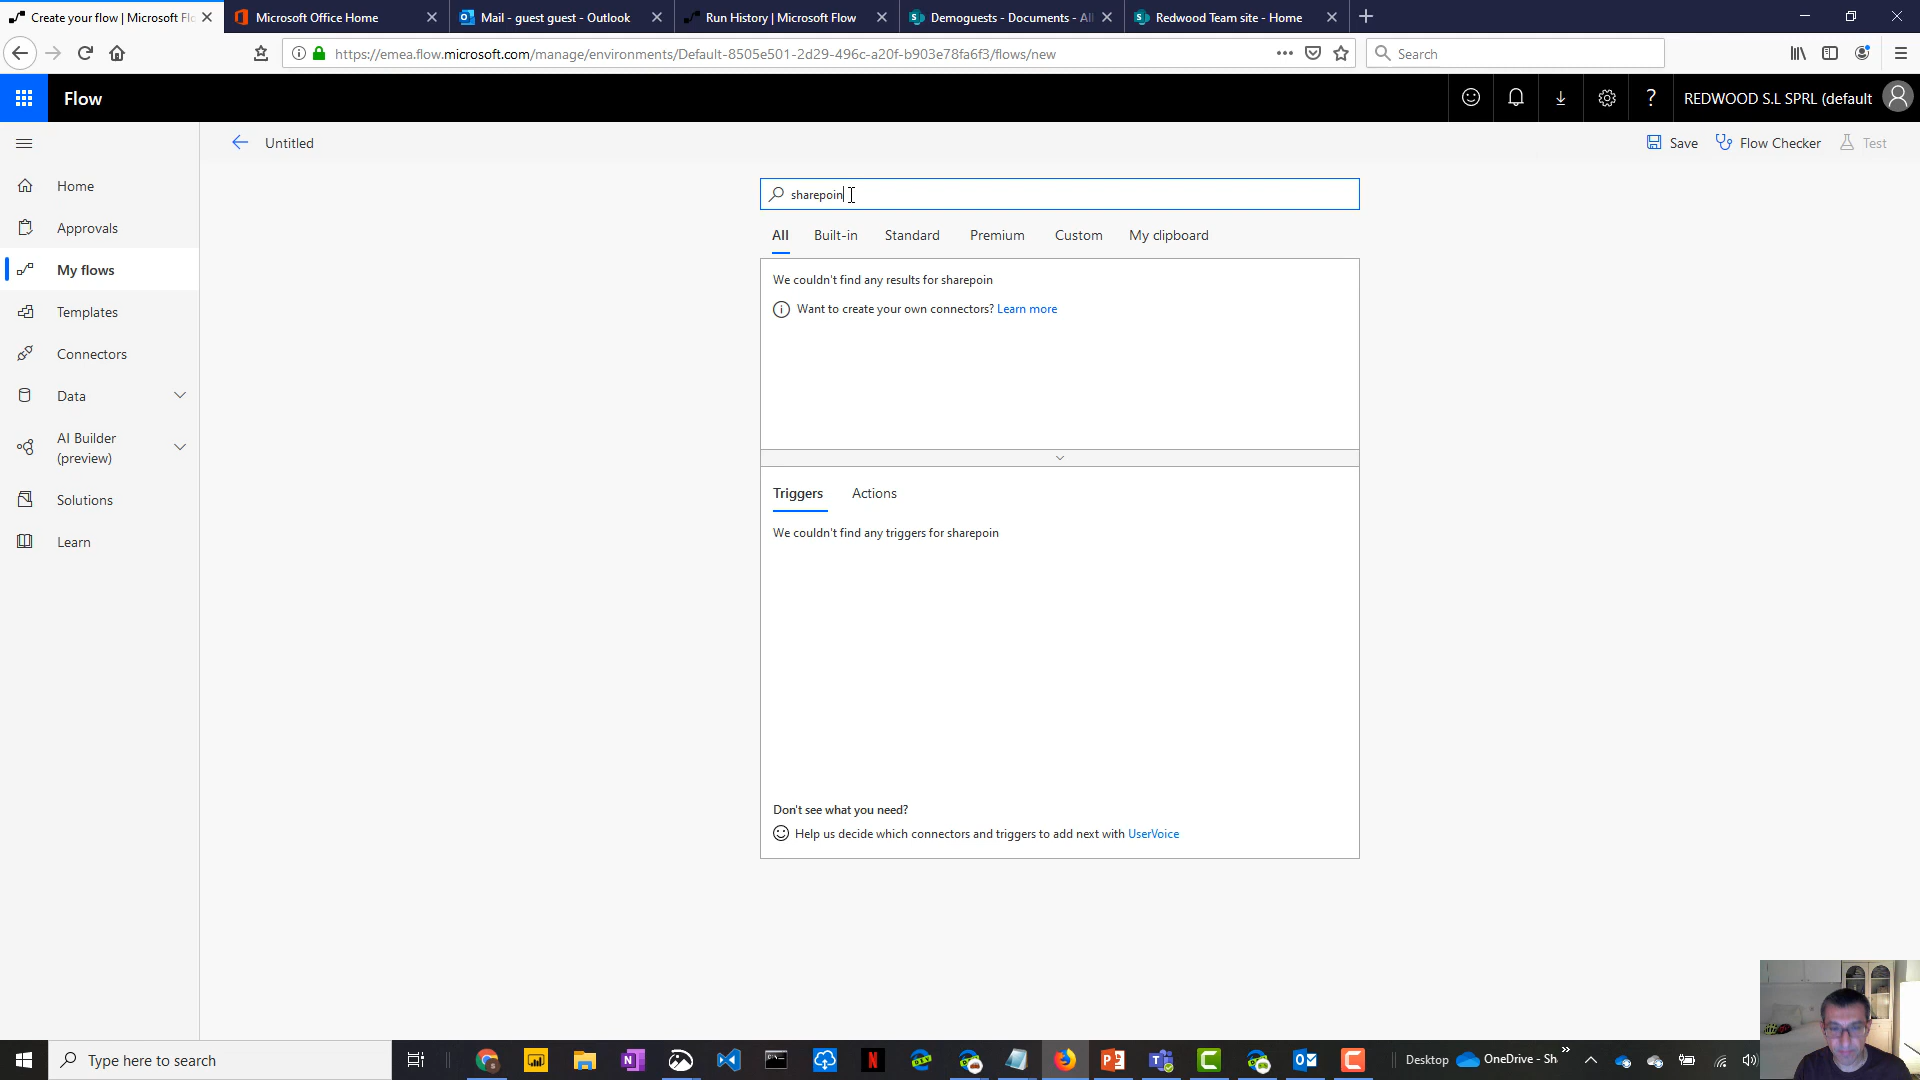 Create your flow | Microsoft Fl
Microsoft Office Home
Mail - guest guest - Outlook
Run History | Microsoft Flow
Demoguests - Documents - All
Redwood Team site - Home
https://emea.flow.microsoft.com/manage/environments/Default-8505e501-2d29-496c-a20f-b903e78fa6f3/flows/new
Search
Flow
REDWOOD S.L SPRL (default
Untitled
Save
Flow Checker
Test
Home
Approvals
My flows
Templates
Connectors
Data
AI Builder
(preview)
Solutions
Learn
sharepoin
All
Built-in
Standard
Premium
Custom
My clipboard
We couldn't find any results for sharepoin
Want to create your own connectors? Learn more
Triggers
Actions
We couldn't find any triggers for sharepoin
Don't see what you need?
Help us decide which connectors and triggers to add next with UserVoice
Type here to search
Desktop
OneDrive - Sh